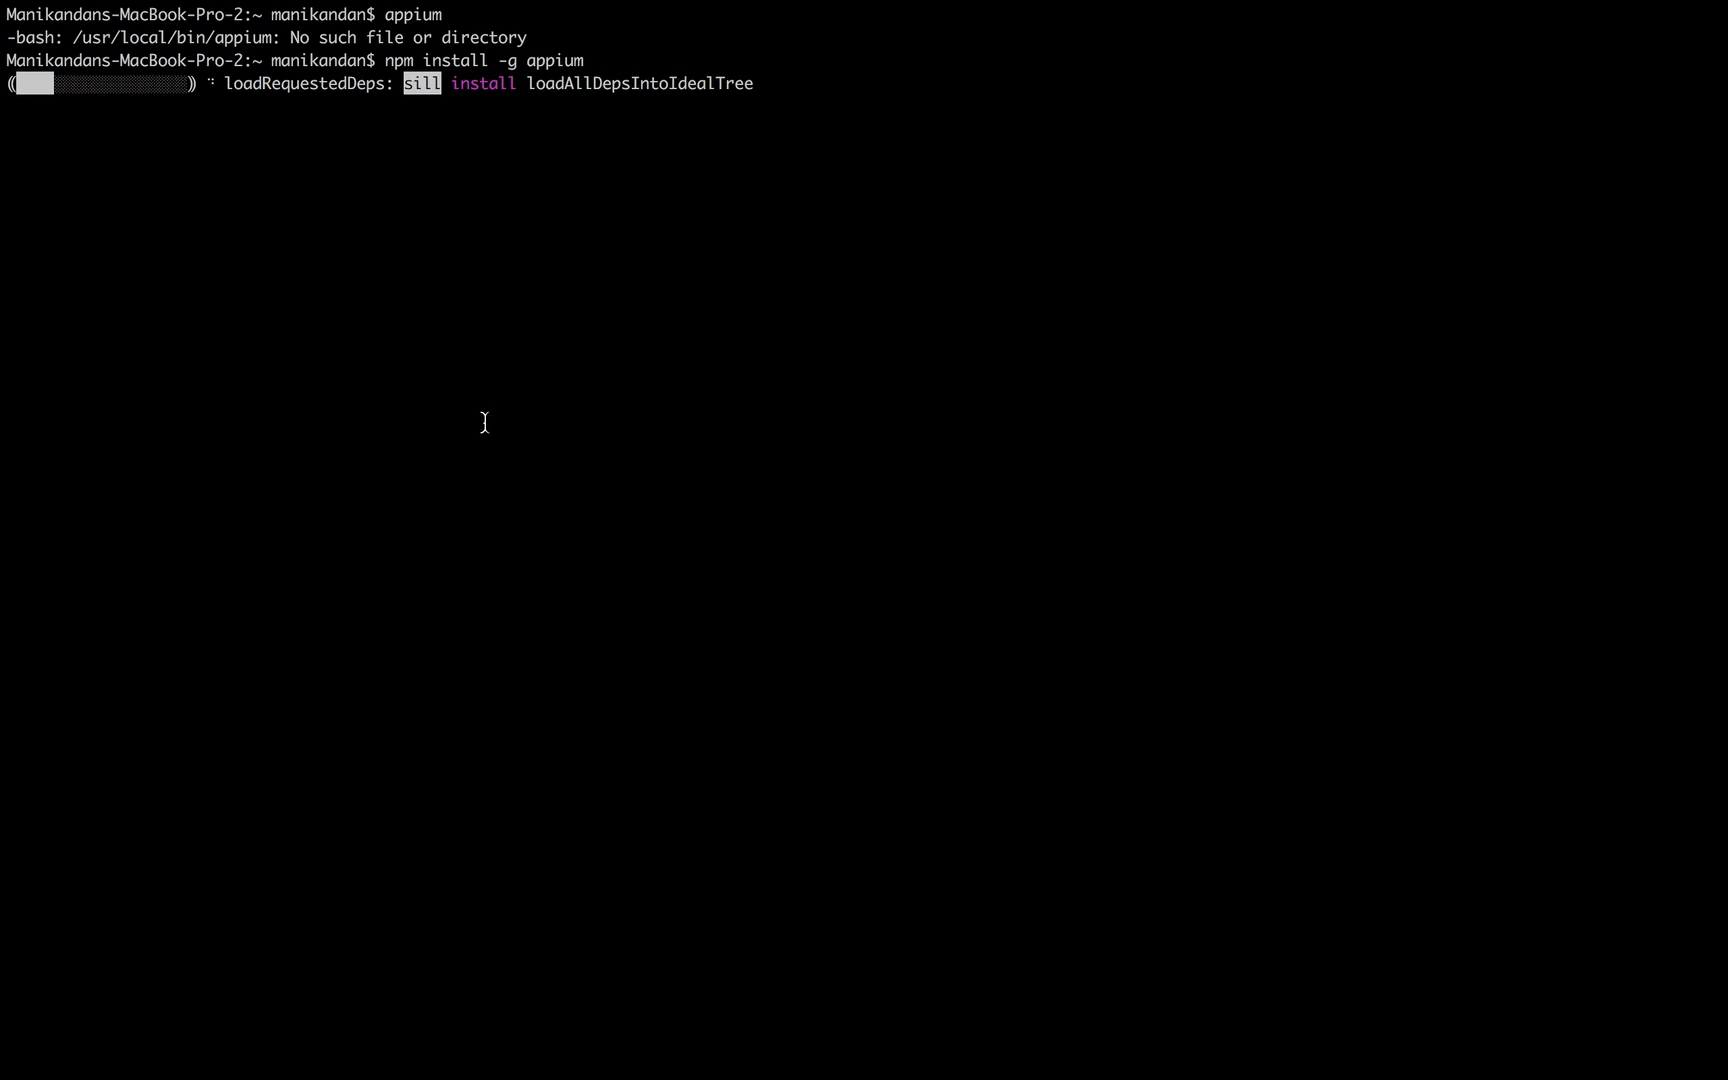 Manikandans-MacBook-Pro-2:~ manikandan$ appium
-bash: /usr/local/bin/appium: No such file or directory
Manikandans-MacBook-Pro-2:~ manikandan$ npm install -g appium
(████░░░░░░░░░░░░░░) ⠙ loadRequestedDeps: sill install loadAllDepsIntoIdealTree